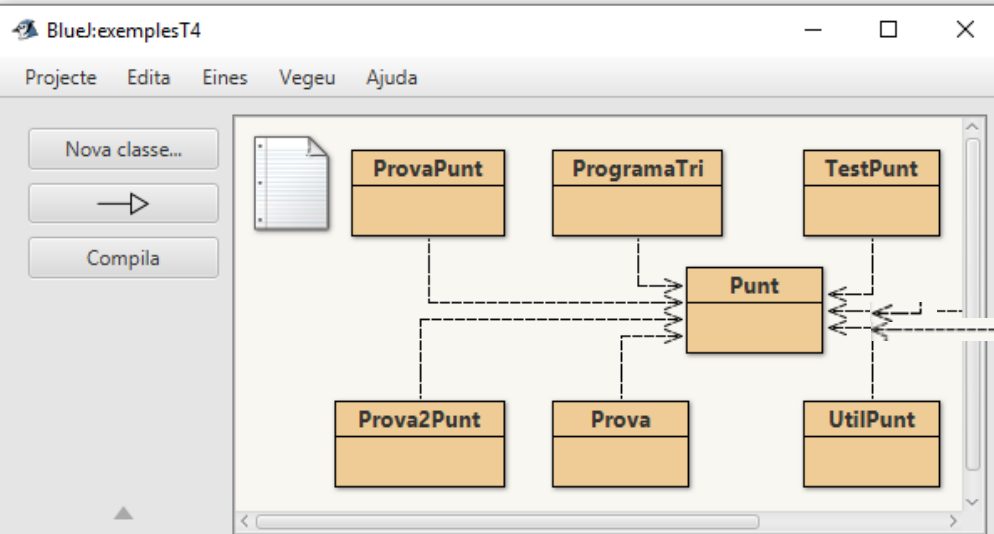 BlueJ:exemplesT4
Projecte Edita Eines Vegeu Ajuda
Nova classe...
Compila
ProvaPunt ProgramaTri TestPunt
Punt
Prova2Punt Prova UtilPunt